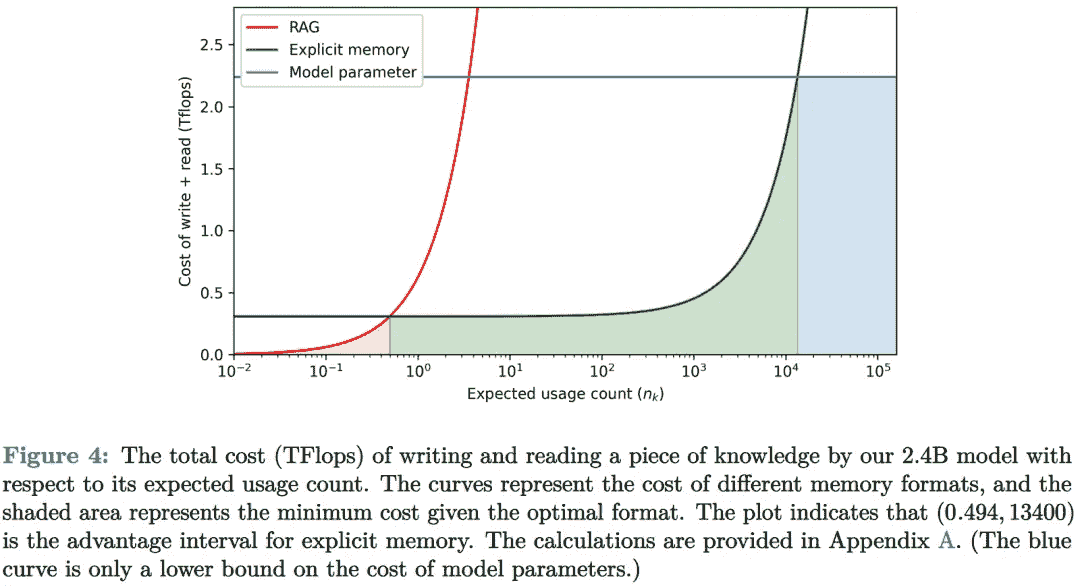 RAG
Explicit memory
Model parameter
2.5
2.0
1.5
1.0
0.5
0.0
Cost of write + read (Tflops)
10⁻² 10⁻¹ 10⁰ 10¹ 10² 10³ 10⁴ 10⁵
Expected usage count (nₖ)
Figure 4: The total cost (TFlops) of writing and reading a piece of knowledge by our 2.4B model with
respect to its expected usage count. The curves represent the cost of different memory formats, and the
shaded area represents the minimum cost given the optimal format. The plot indicates that (0.494, 13400)
is the advantage interval for explicit memory. The calculations are provided in Appendix A. (The blue
curve is only a lower bound on the cost of model parameters.)